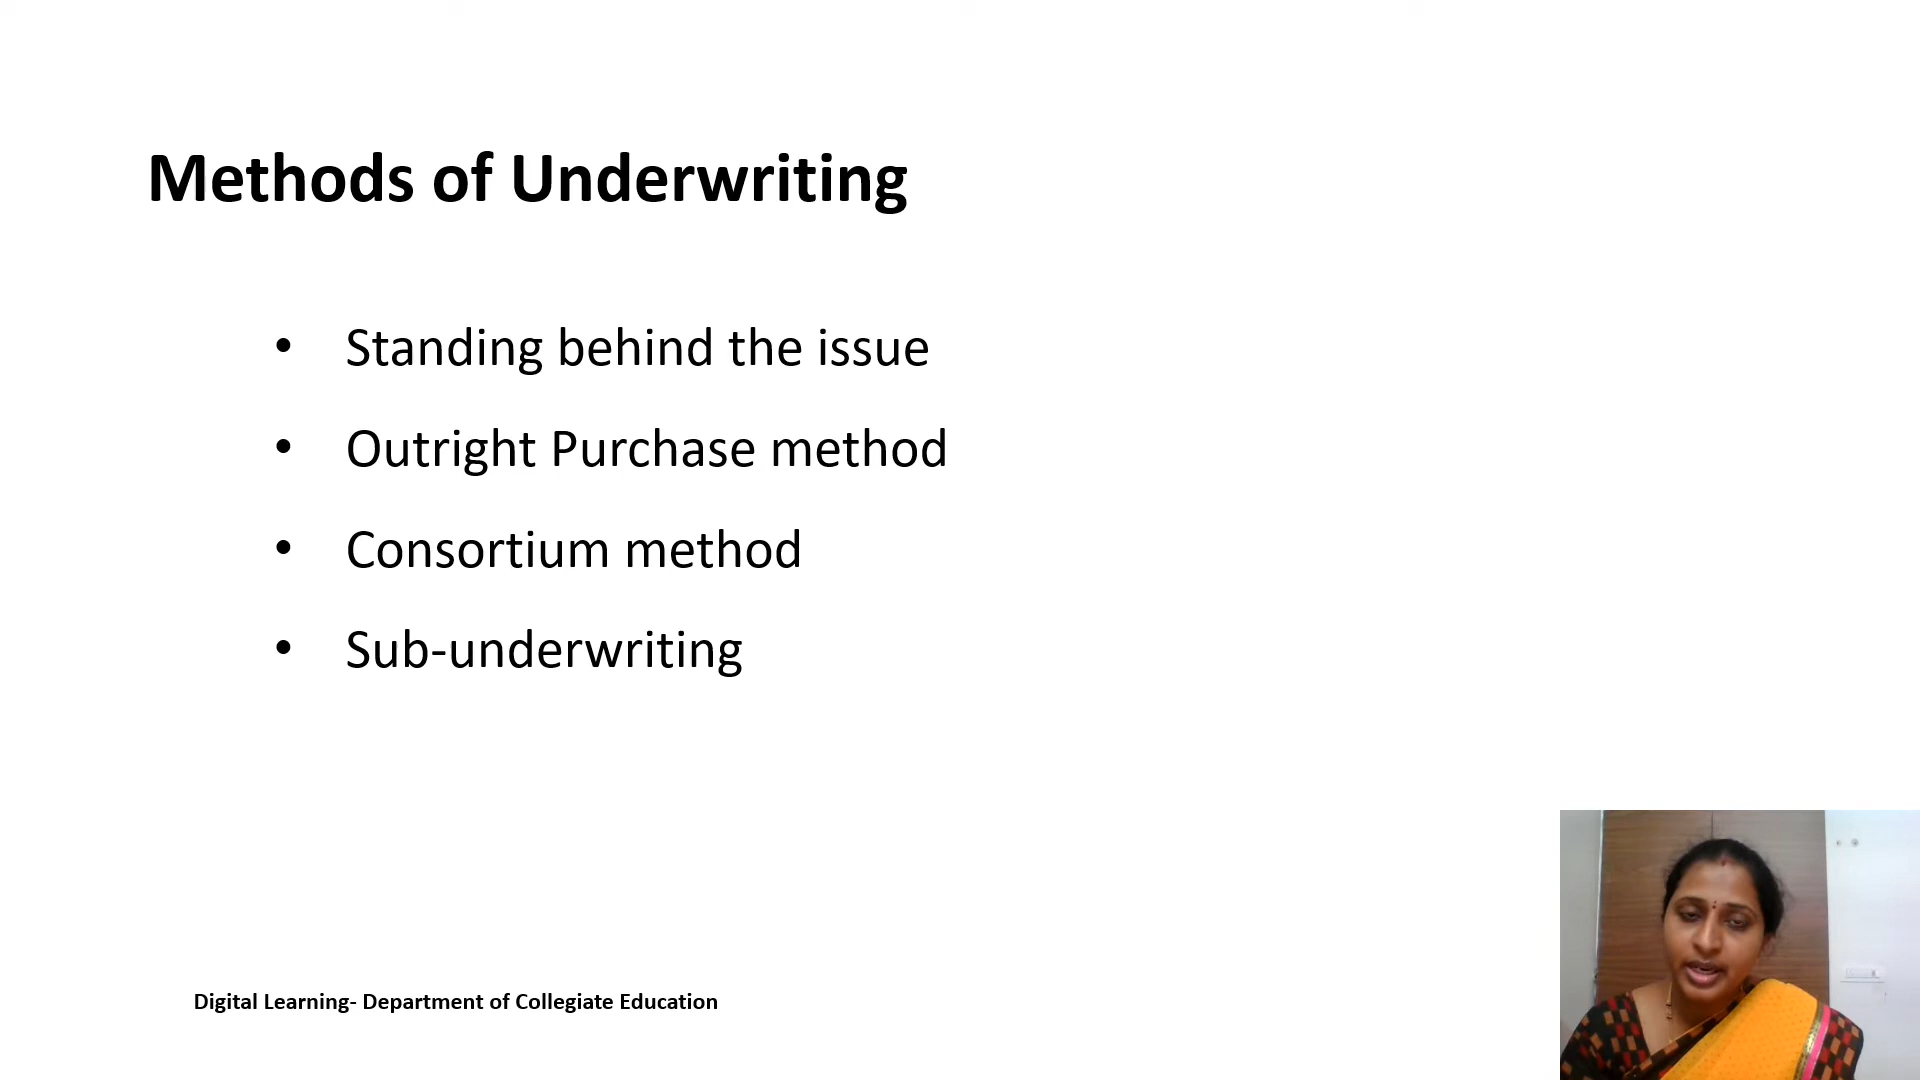 Methods of Underwriting
• Standing behind the issue
• Outright Purchase method
• Consortium method
• Sub-underwriting
Digital Learning- Department of Collegiate Education